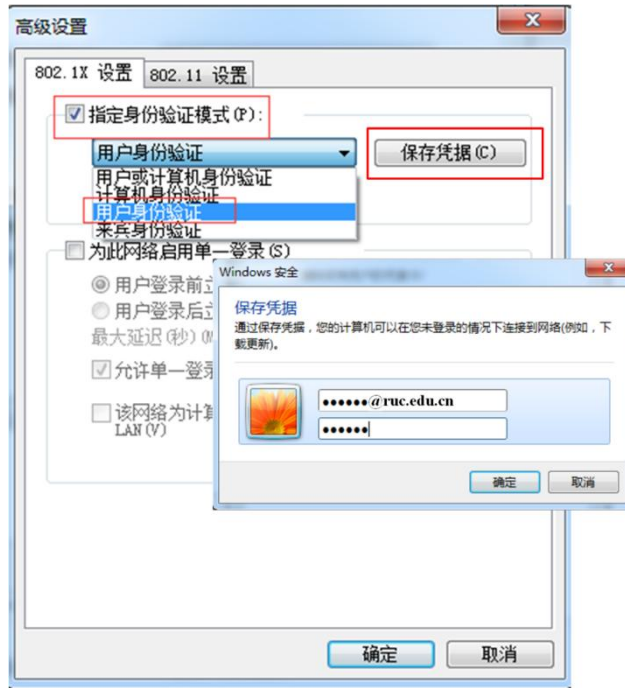 高级设置
802.1X 设置
802.11 设置
指定身份验证模式(P):
用户身份验证
保存凭据(C)
用户或计算机身份验证
计算机身份验证
用户身份验证
来宾身份验证
为此网络启用单一登录(S)
用户登录前立
用户登录后立
最大延迟(秒)(M
允许单一登录
该网络为计算
LAN(V)
Windows 安全
保存凭据
通过保存凭据，您的计算机可以在您未登录的情况下连接到网络(例如，下
载更新)。
●●●●●●@ruc.edu.cn
●●●●●●
确定
取消
确定
取消